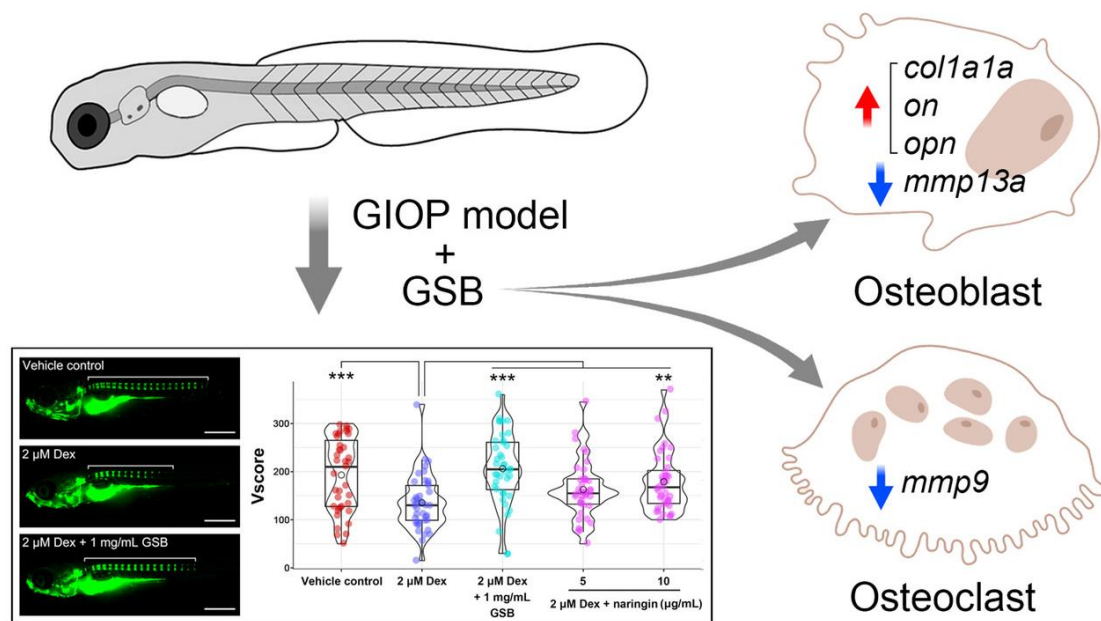 GIOP model
+
GSB
col1a1a
on
opn
mmp13a
Osteoblast
mmp9
Osteoclast
Vehicle control
2 µM Dex
2 µM Dex + 1 mg/mL GSB
***
***
**
Vscore
300
200
100
0
Vehicle control
2 µM Dex
2 µM Dex
+ 1 mg/mL
GSB
5
10
2 µM Dex + naringin (µg/mL)